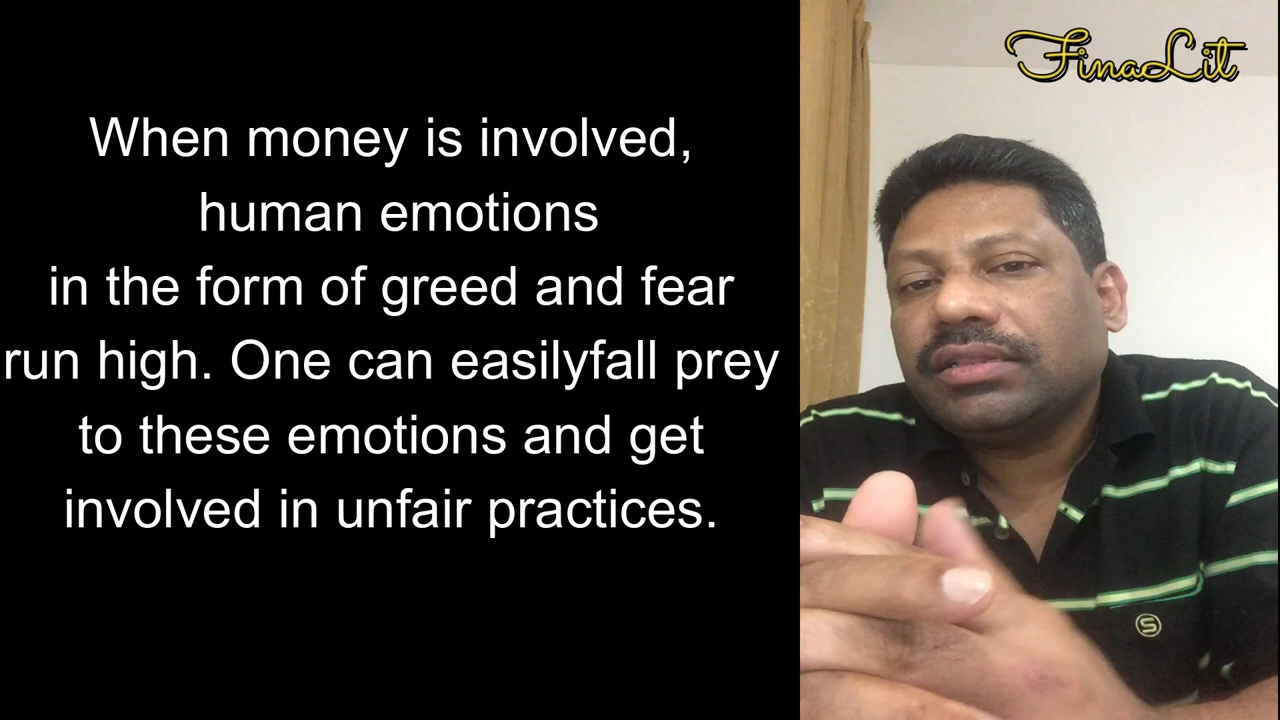 When money is involved,
human emotions
in the form of greed and fear
run high. One can easilyfall prey
to these emotions and get
involved in unfair practices.
FinaLit
S